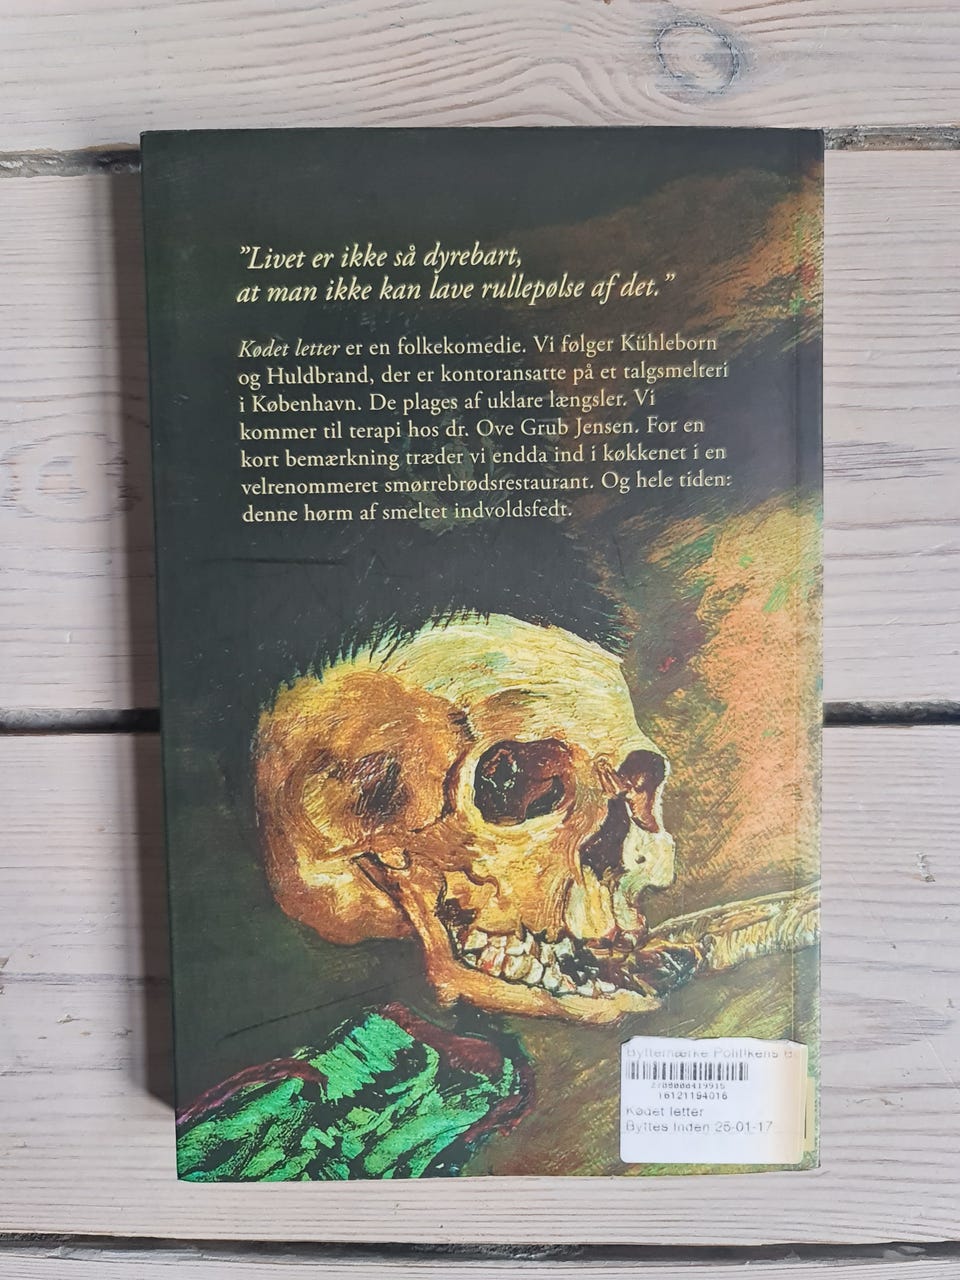 ”Livet er ikke så dyrebart,
at man ikke kan lave rullepølse af det.”
Kødet letter er en folkekomedie. Vi følger Kühleborn
og Huldbrand, der er kontoransatte på et talgsmelteri
i København. De plages af uklare længsler. Vi
kommer til terapi hos dr. Ove Grub Jensen. For en
kort bemærkning træder vi endda ind i køkkenet i en
velrenommeret smørrebrødsrestaurant. Og hele tiden:
denne hørm af smeltet indvoldsfedt.
Byttemærke Politikens B
16121194016
Kødet letter
Byttes Inden 25-01-17